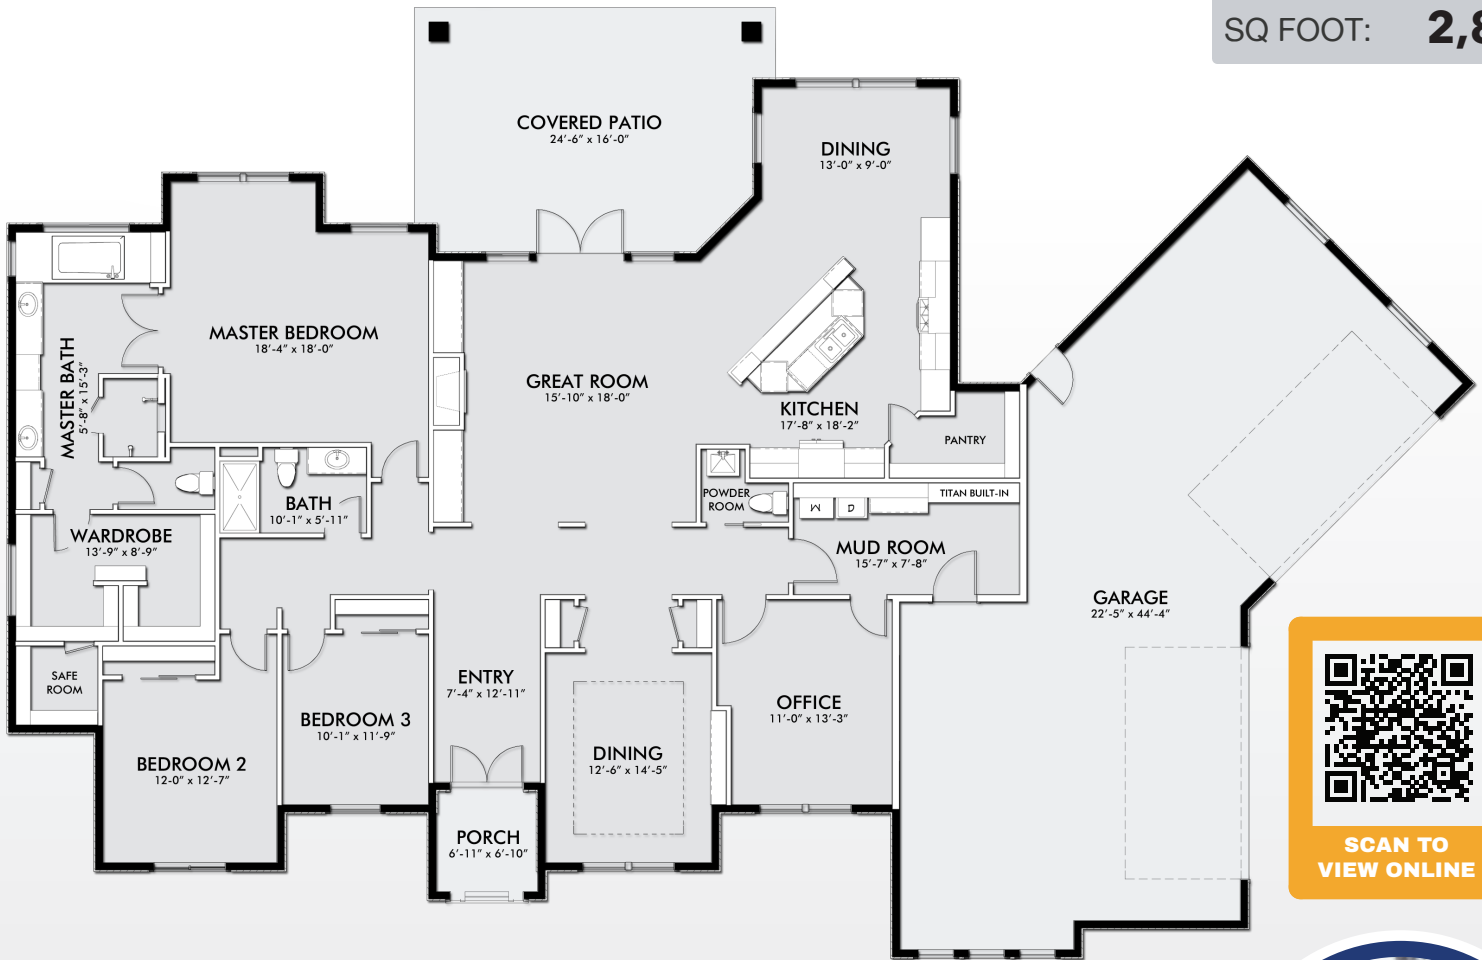 SQ FOOT: 2,8
COVERED PATIO
24'-6" x 16'-0"
DINING
13'-0" x 9'-0"
MASTER BEDROOM
18'-4" x 18'-0"
MASTER BATH
5'-8" x 15'-3"
GREAT ROOM
15'-10" x 18'-0"
KITCHEN
17'-8" x 18'-2"
PANTRY
BATH
10'-1" x 5'-11"
POWDER
ROOM
TITAN BUILT-IN
W D
WARDROBE
13'-9" x 8'-9"
MUD ROOM
15'-7" x 7'-8"
GARAGE
22'-5" x 44'-4"
SAFE
ROOM
ENTRY
7'-4" x 12'-11"
BEDROOM 3
10'-1" x 11'-9"
OFFICE
11'-0" x 13'-3"
BEDROOM 2
12-0" x 12'-7"
DINING
12'-6" x 14'-5"
PORCH
6'-11" x 6'-10"
SCAN TO
VIEW ONLINE